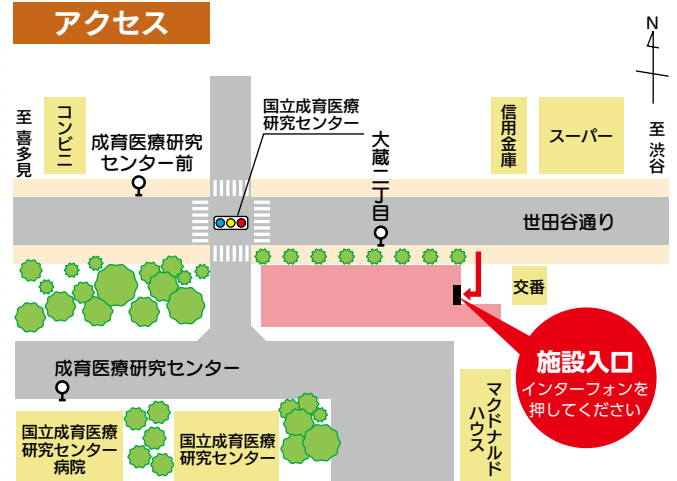 アクセス
N
至 喜多見
コンビニ
成育医療研究
センター前
国立成育医療
研究センター
大蔵二丁目
信用金庫
スーパー
至 渋谷
世田谷通り
交番
施設入口
インターフォンを
押してください
成育医療研究センター
国立成育医療
研究センター
病院
国立成育医療
研究センター
マクドナルド
ハウス